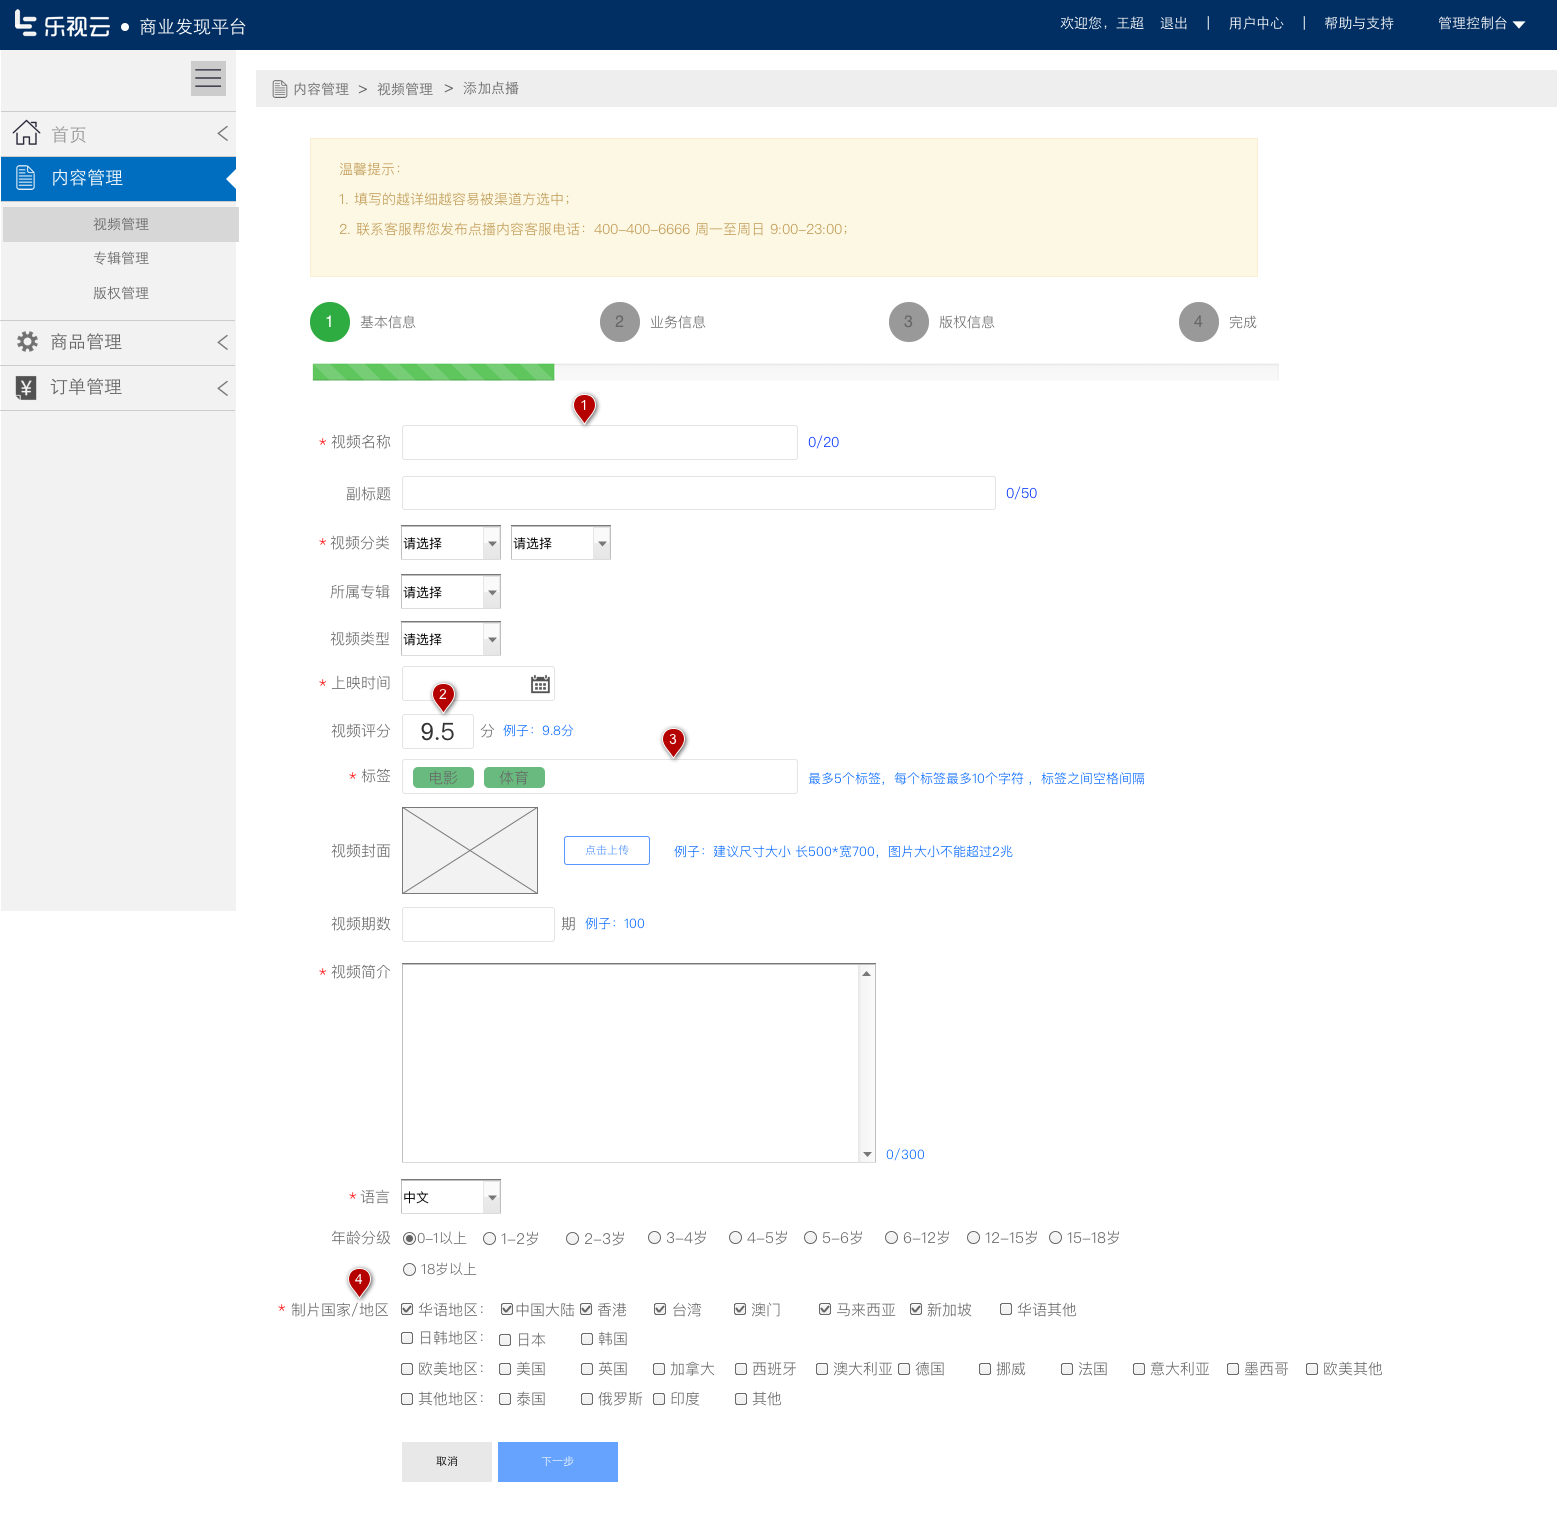 乐视云 • 商业发现平台 欢迎您，王超 退出 | 用户中心 | 帮助与支持 管理控制台
内容管理 > 视频管理 > 添加点播
首页
内容管理
视频管理
专辑管理
版权管理
商品管理
订单管理
温馨提示：
1. 填写的越详细越容易被渠道方选中；
2. 联系客服帮您发布点播内容客服电话：400-400-6666 周一至周日 9:00-23:00；
1 基本信息 2 业务信息 3 版权信息 4 完成
1
* 视频名称 0/20
副标题 0/50
* 视频分类 请选择 请选择
所属专辑 请选择
视频类型 请选择
* 上映时间
2
视频评分 9.5 分 例子：9.8分
3
* 标签 电影 体育 最多5个标签，每个标签最多10个字符 ，标签之间空格间隔
视频封面 点击上传 例子：建议尺寸大小 长500*宽700，图片大小不能超过2兆
视频期数 期 例子：100
* 视频简介
0/300
* 语言 中文
年龄分级 0-1以上 1-2岁 2-3岁 3-4岁 4-5岁 5-6岁 6-12岁 12-15岁 15-18岁
18岁以上
4
* 制片国家/地区 华语地区： 中国大陆 香港 台湾 澳门 马来西亚 新加坡 华语其他
日韩地区： 日本 韩国
欧美地区： 美国 英国 加拿大 西班牙 澳大利亚 德国 挪威 法国 意大利亚 墨西哥 欧美其他
其他地区： 泰国 俄罗斯 印度 其他
取消 下一步